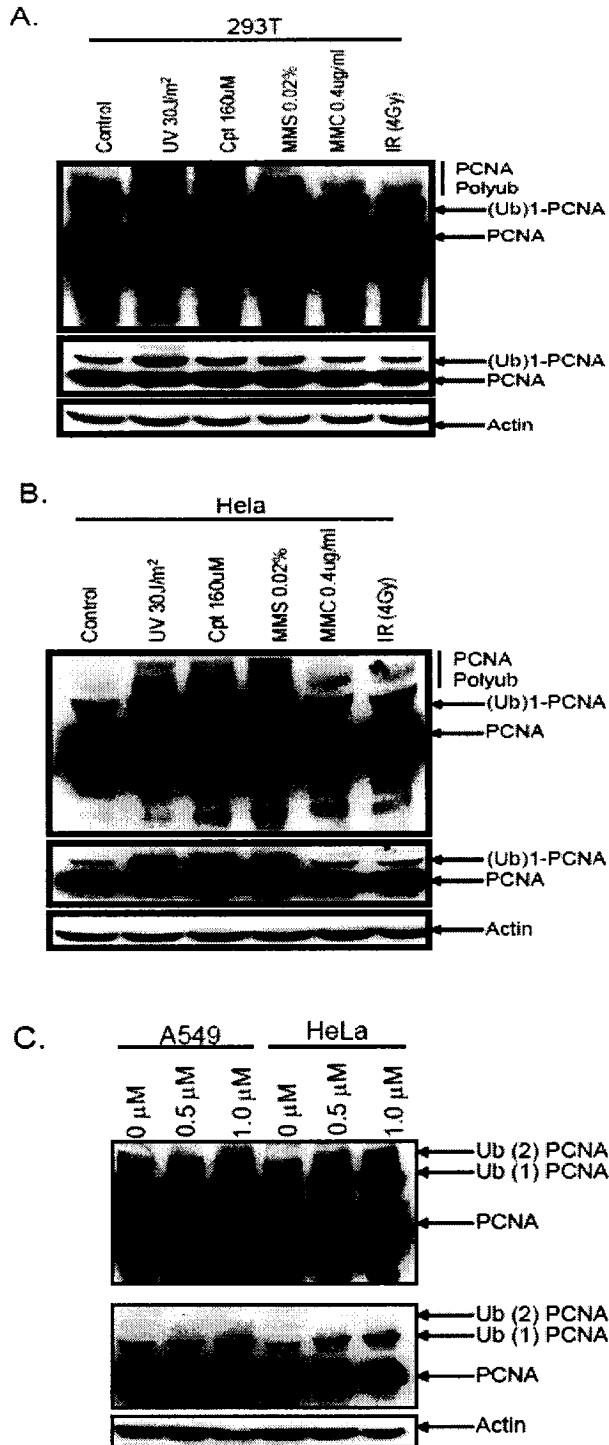 A.
293T
Control
UV 30J/m²
Cpt 160uM
MMS 0.02%
MMC 0.4ug/ml
IR (4Gy)
PCNA
Polyub
(Ub)1-PCNA
PCNA
(Ub)1-PCNA
PCNA
Actin
B.
Hela
Control
UV 30J/m²
Cpt 160uM
MMS 0.02%
MMC 0.4ug/ml
IR (4Gy)
PCNA
Polyub
(Ub)1-PCNA
PCNA
(Ub)1-PCNA
PCNA
Actin
C.
A549 HeLa
0 μM
0.5 μM
1.0 μM
0 μM
0.5 μM
1.0 μM
Ub (2) PCNA
Ub (1) PCNA
PCNA
Ub (2) PCNA
Ub (1) PCNA
PCNA
Actin